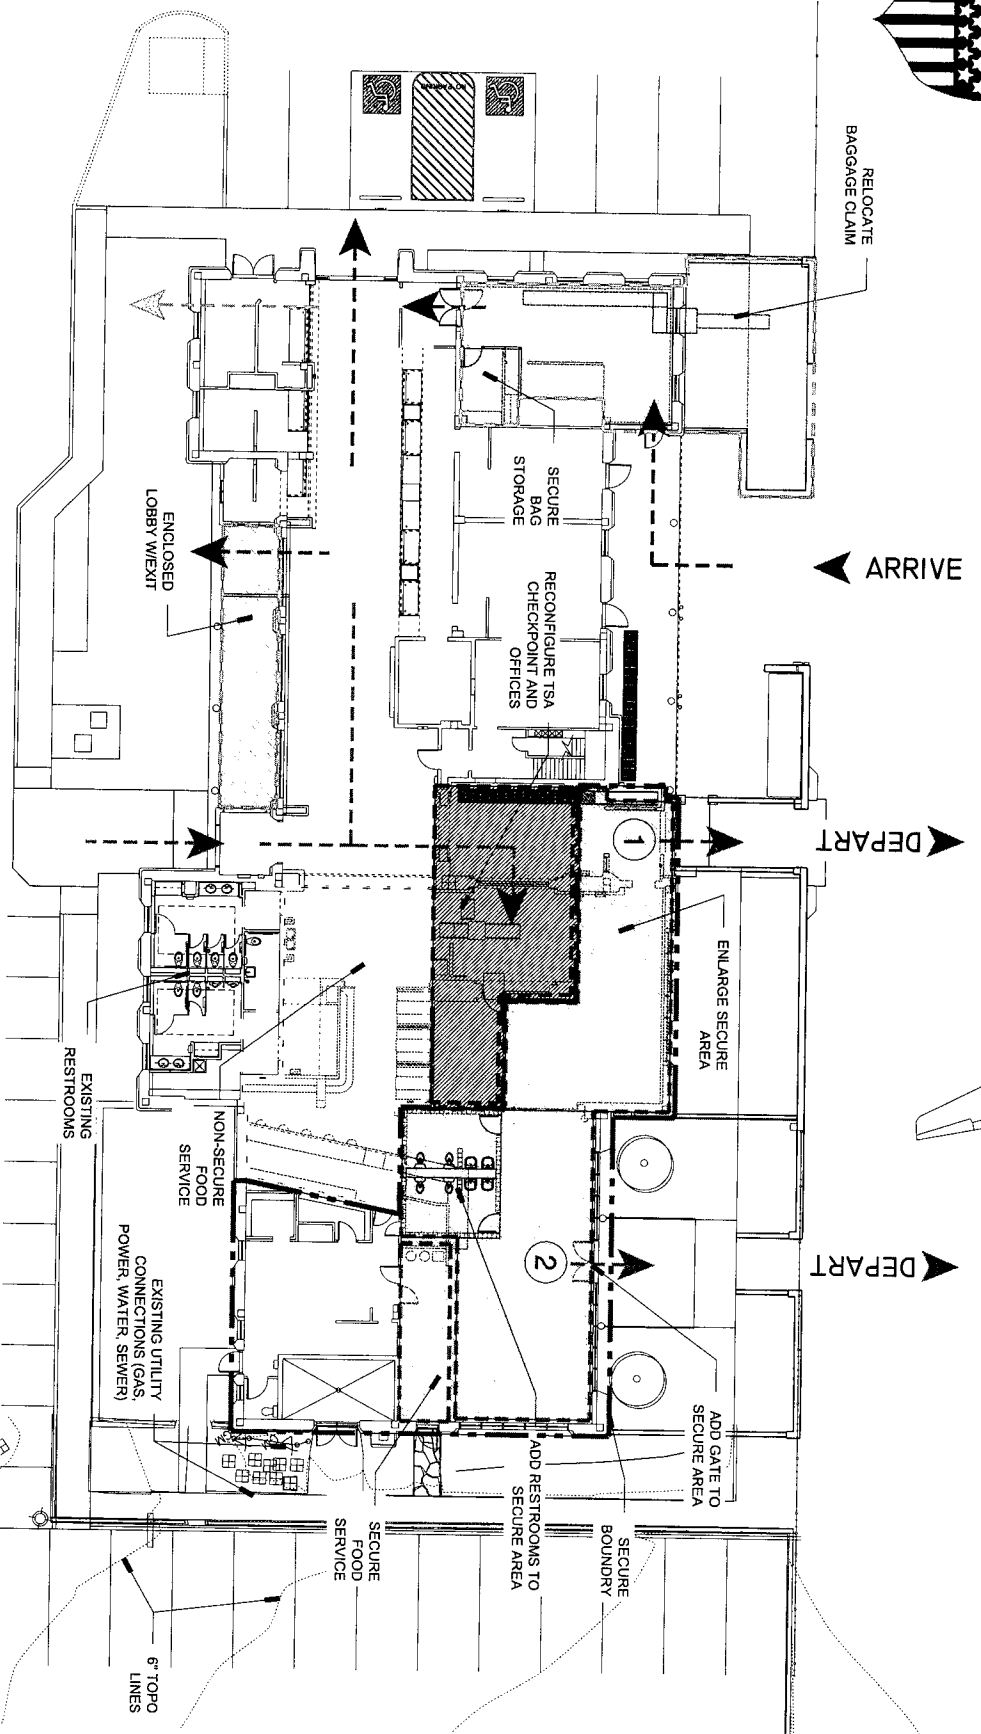 RELOCATE
BAGGAGE CLAIM
NO PARKING
ARRIVE
SECURE
BAG
STORAGE
ENCLOSED
LOBBY W/EXIT
RECONFIGURE TSA
CHECKPOINT AND
OFFICES
DEPART
1
ENLARGE SECURE
AREA
EXISTING
RESTROOMS
NON-SECURE
FOOD
SERVICE
DEPART
2
EXISTING UTILITY
CONNECTIONS (GAS,
POWER, WATER, SEWER)
ADD GATE TO
SECURE AREA
ADD RESTROOMS TO
SECURE AREA
SECURE
BOUNDRY
SECURE
FOOD
SERVICE
6" TOPO
LINES